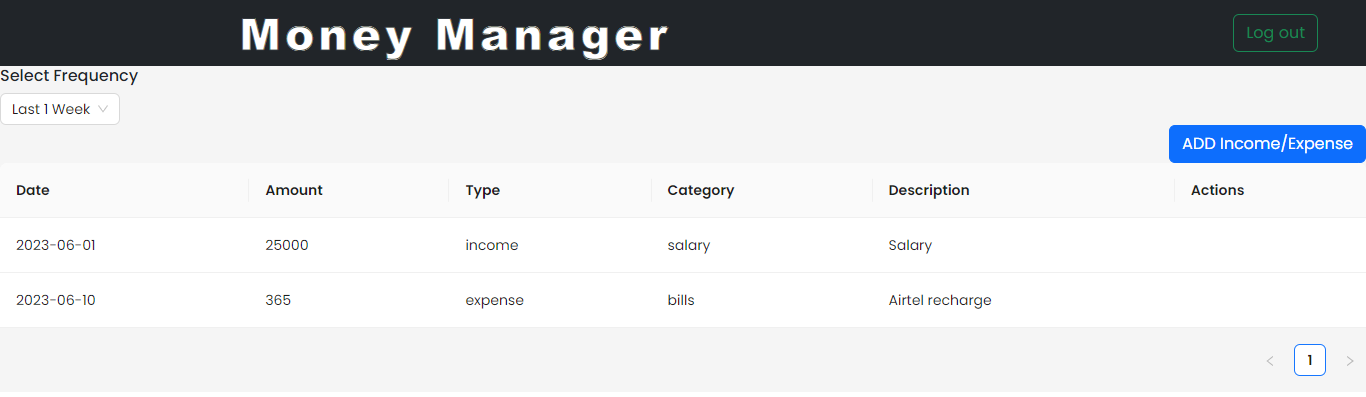 Money Manager
Log out
Select Frequency
Last 1 Week
ADD Income/Expense
Date Amount Type Category Description Actions
2023-06-01 25000 income salary Salary
2023-06-10 365 expense bills Airtel recharge
1